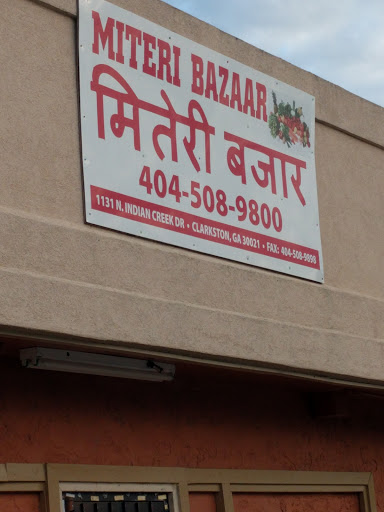 MITERI BAZAAR
मितेरी बजार
404-508-9800
1131 N. INDIAN CREEK DR • CLARKSTON, GA 30021 • FAX: 404-508-9898